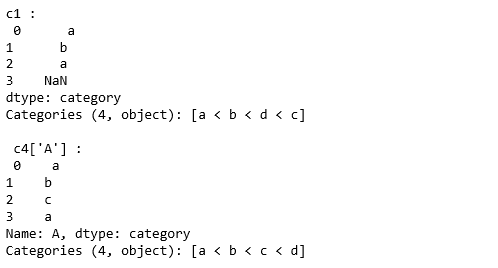 c1 :
 0      a
1      b
2      a
3    NaN
dtype: category
Categories (4, object): [a < b < d < c]

 c4['A'] :
 0    a
1    b
2    c
3    a
Name: A, dtype: category
Categories (4, object): [a < b < c < d]